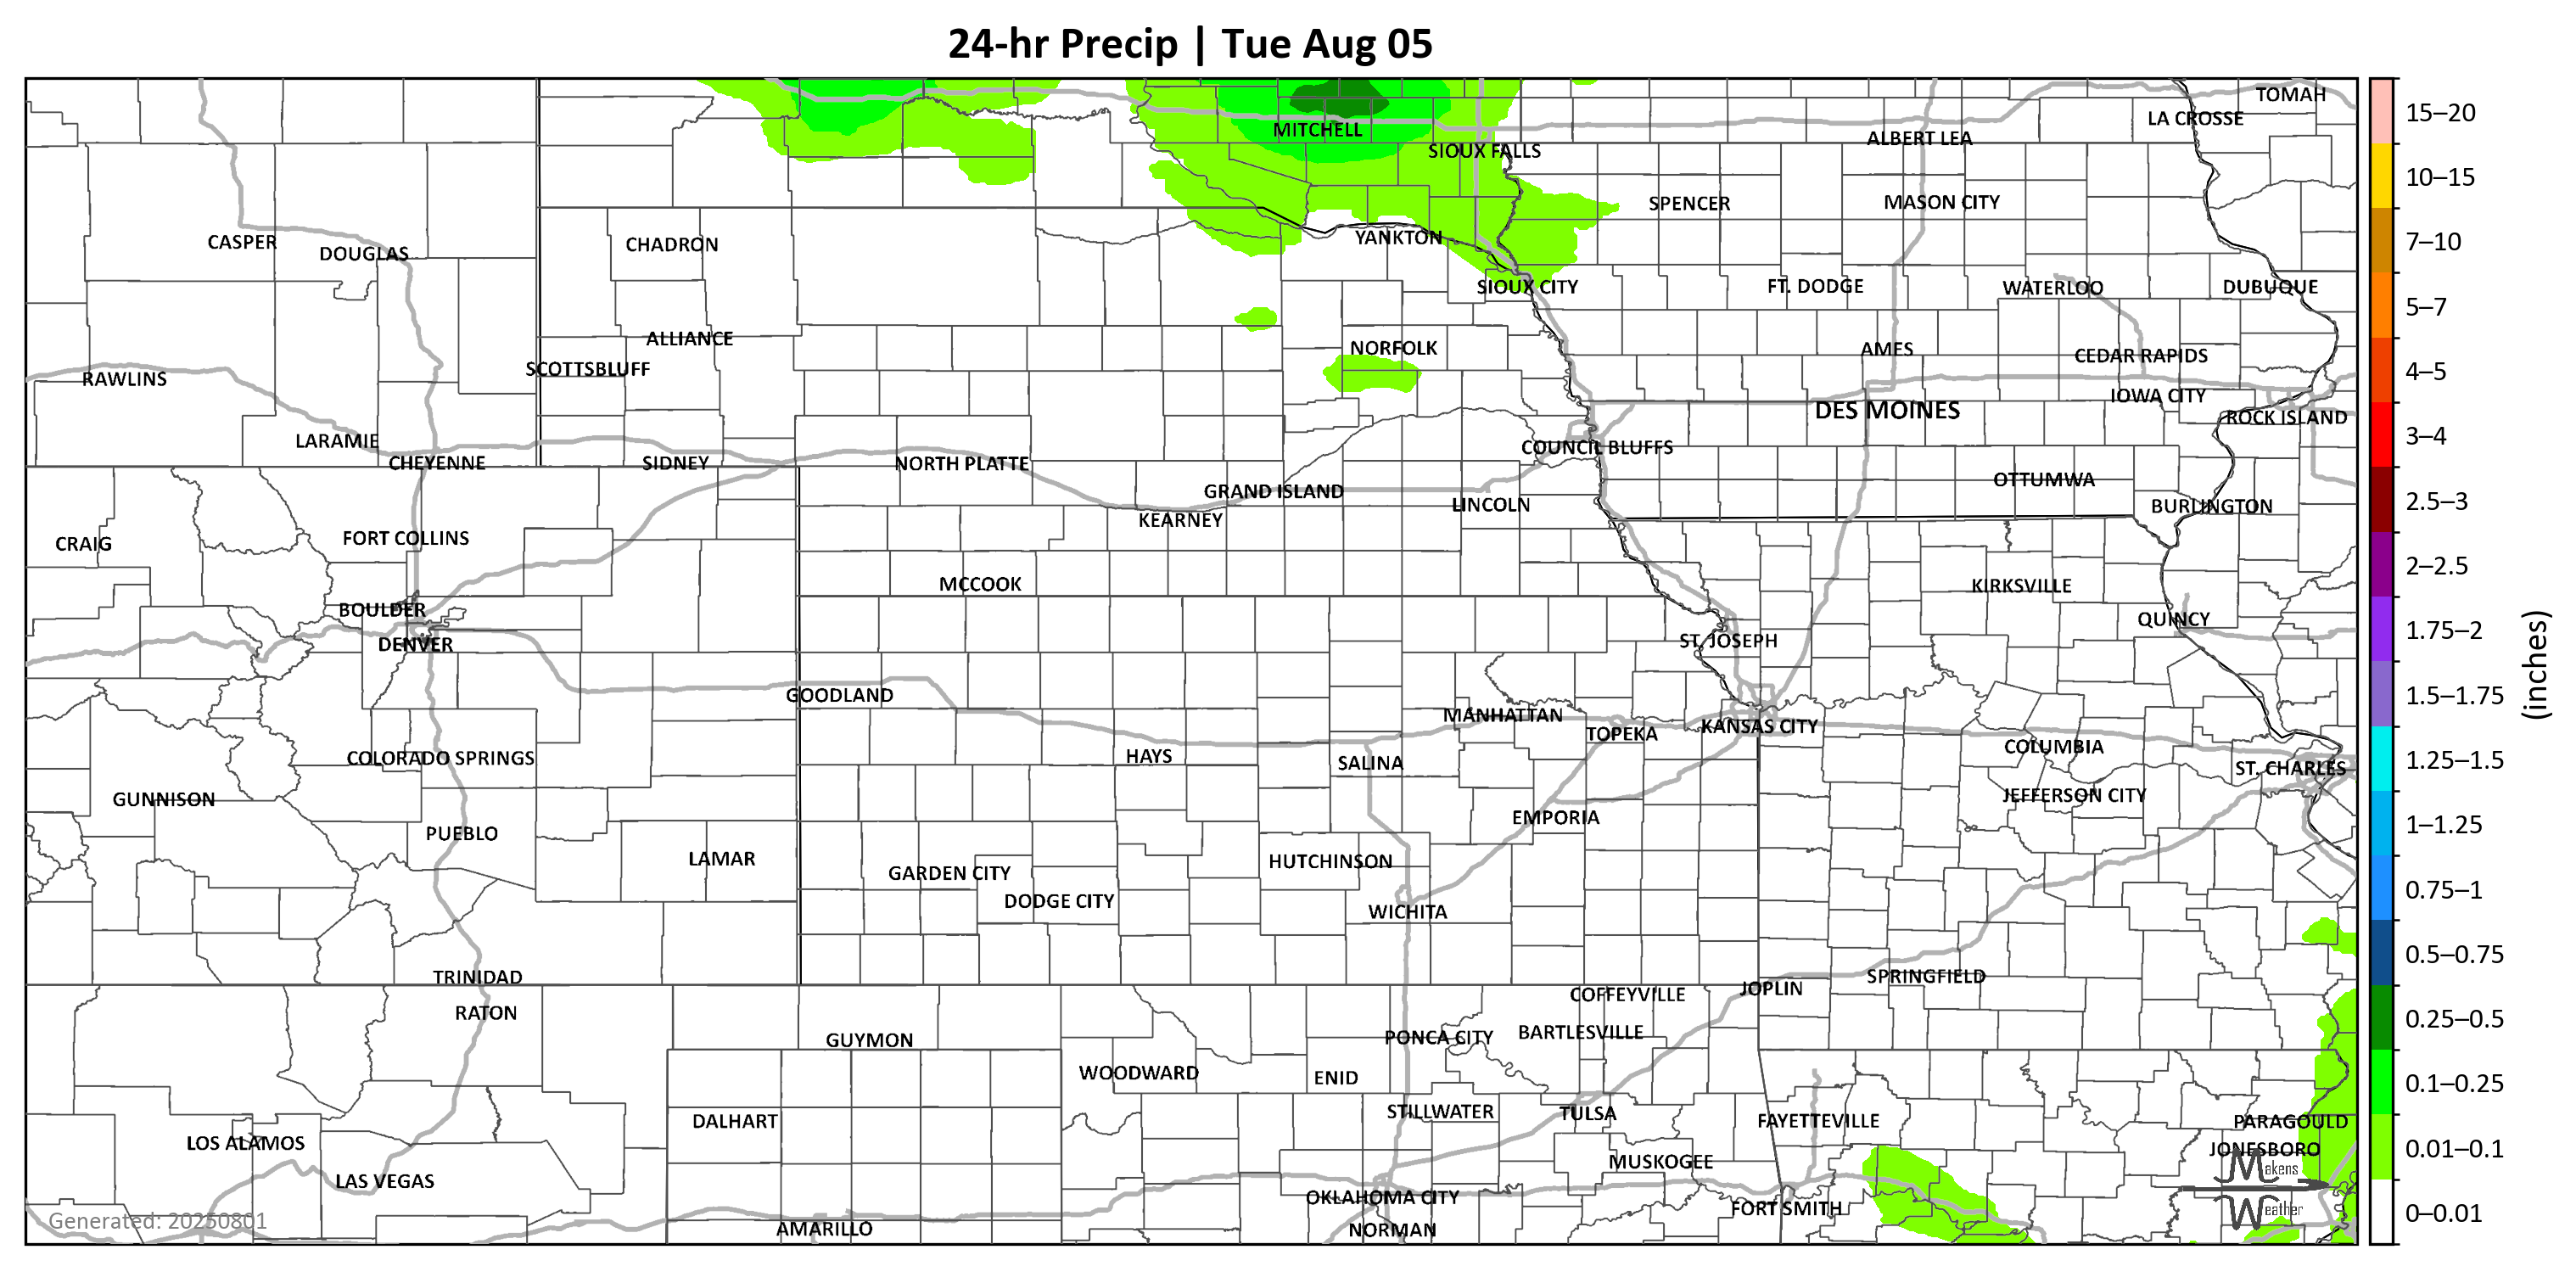 24-hr Precip | Tue Aug 05
TOMAH
LA CROSSE
MITCHELL
ALBERT LEA
SIOUX FALLS
SPENCER
MASON CITY
CASPER
DOUGLAS
CHADRON
YANKTON
SIOUX CITY
FT. DODGE
WATERLOO
DUBUQUE
ALLIANCE
NORFOLK
AMES
CEDAR RAPIDS
RAWLINS
SCOTTSBLUFF
IOWA CITY
DES MOINES
ROCK ISLAND
LARAMIE
COUNCIL BLUFFS
CHEYENNE
SIDNEY
NORTH PLATTE
OTTUMWA
GRAND ISLAND
LINCOLN
BURLINGTON
KEARNEY
CRAIG
FORT COLLINS
MCCOOK
KIRKSVILLE
BOULDER
QUINCY
DENVER
ST. JOSEPH
GOODLAND
MANHATTAN
TOPEKA
KANSAS CITY
COLUMBIA
COLORADO SPRINGS
HAYS
SALINA
ST. CHARLES
GUNNISON
JEFFERSON CITY
EMPORIA
PUEBLO
LAMAR
HUTCHINSON
GARDEN CITY
DODGE CITY
WICHITA
TRINIDAD
SPRINGFIELD
JOPLIN
COFFEYVILLE
RATON
GUYMON
PONCA CITY
BARTLESVILLE
WOODWARD
ENID
DALHART
STILLWATER
TULSA
FAYETTEVILLE
PARAGOULD
LOS ALAMOS
JONESBORO
MUSKOGEE
LAS VEGAS
OKLAHOMA CITY
FORT SMITH
AMARILLO
NORMAN
Generated: 20250801
Makens
Weather
15–20
10–15
7–10
5–7
4–5
3–4
2.5–3
2–2.5
1.75–2
1.5–1.75
1.25–1.5
1–1.25
0.75–1
0.5–0.75
0.25–0.5
0.1–0.25
0.01–0.1
0–0.01
(inches)